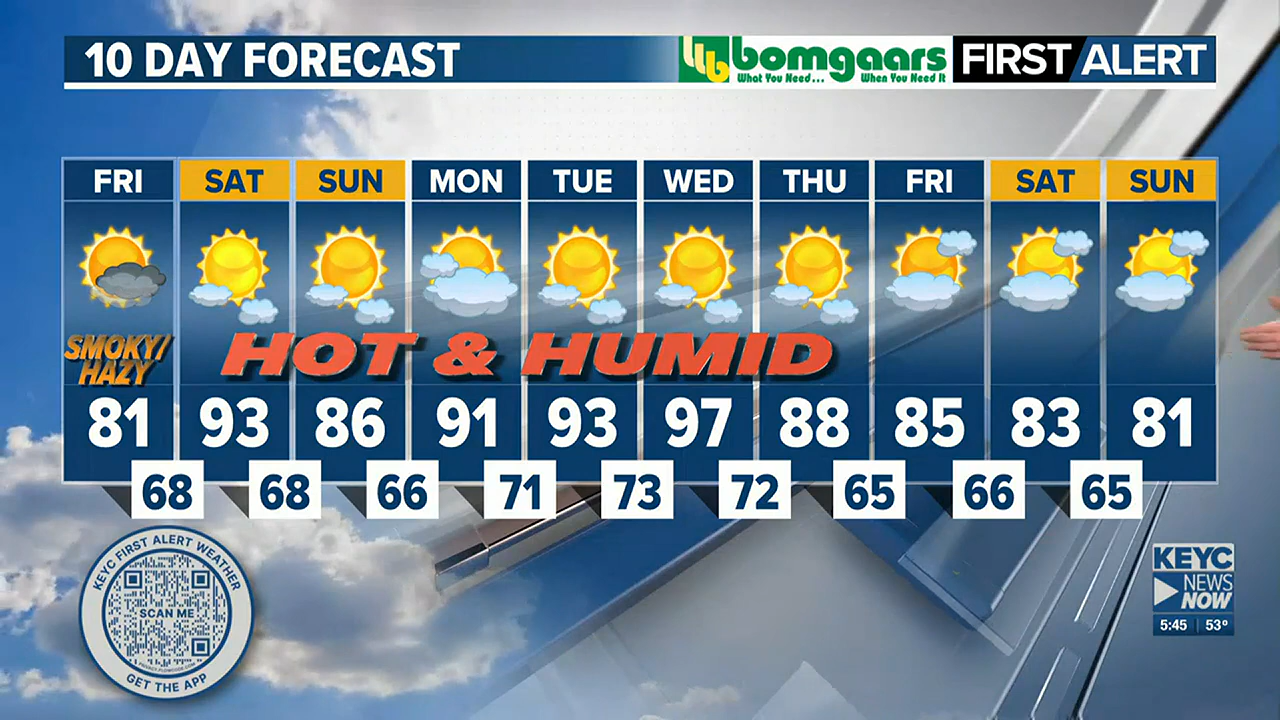 10 DAY FORECAST
bomgaars
What You Need... When You Need It
FIRST ALERT
FRI SAT SUN MON TUE WED THU FRI SAT SUN
SMOKY/
HAZY
HOT & HUMID
81 93 86 91 93 97 88 85 83 81
68 68 66 71 73 72 65 66 65
KEYC FIRST ALERT WEATHER
SCAN ME
GET THE APP
KEYC
NEWS
NOW
5:45 53°